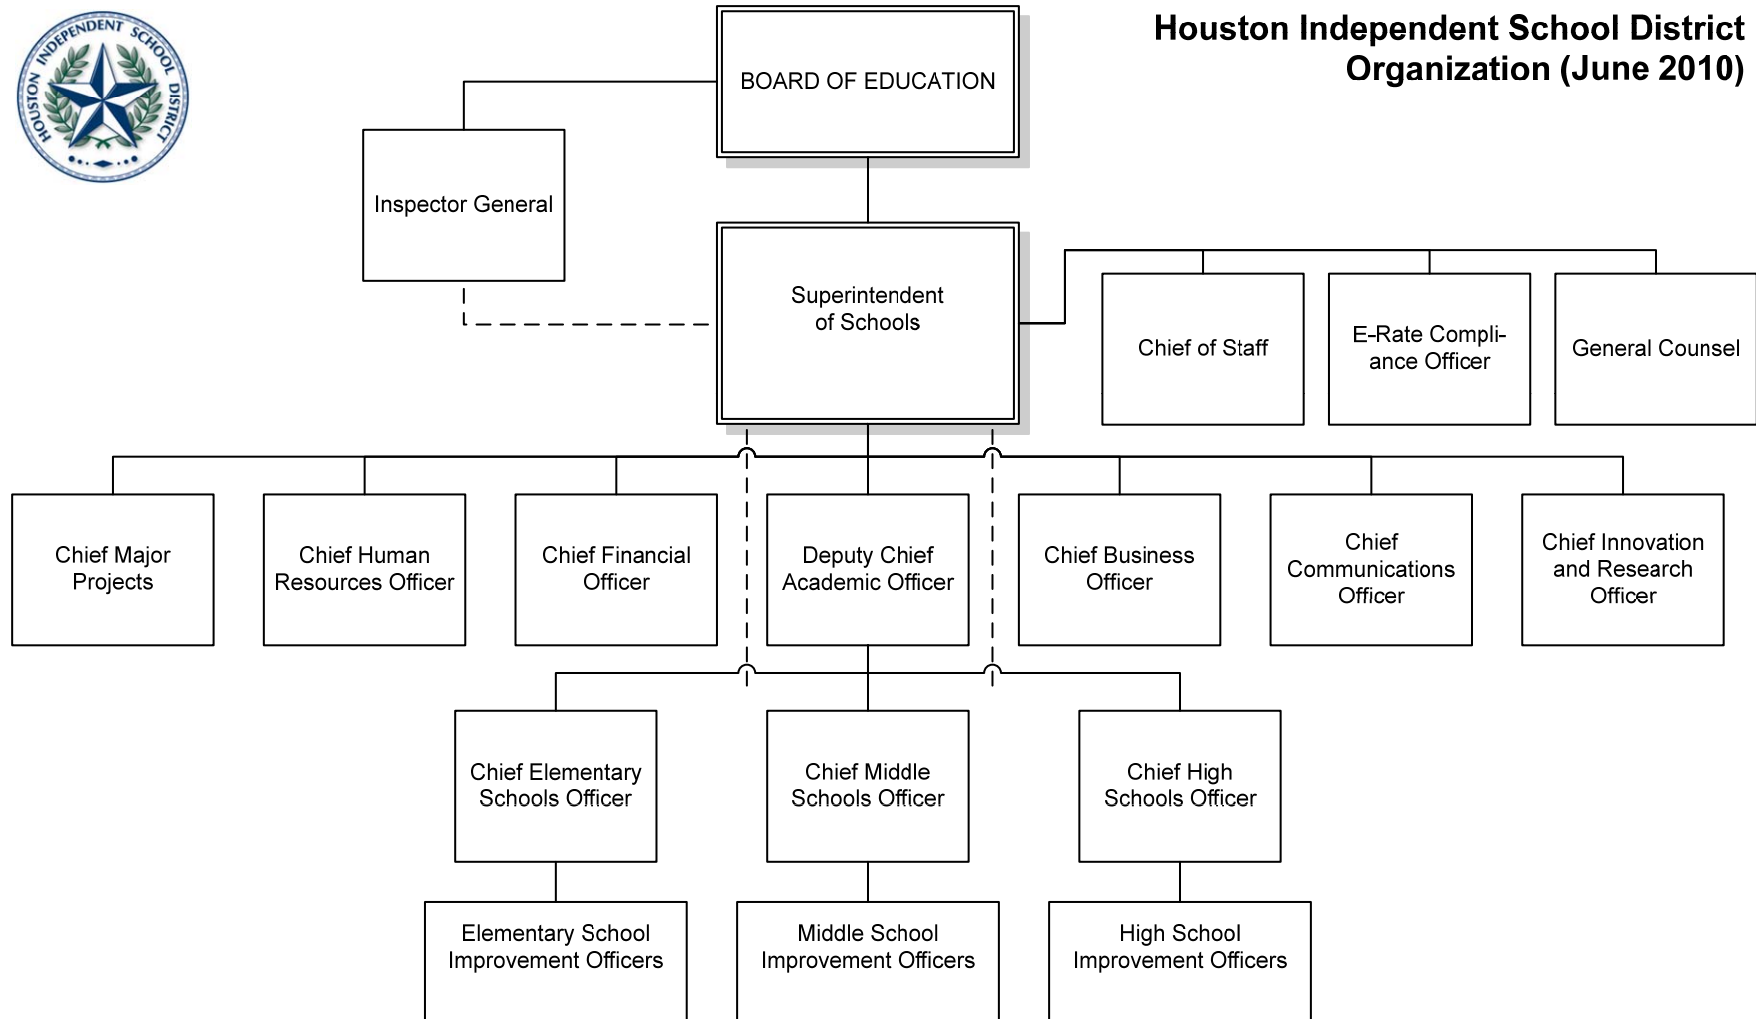 HOUSTON INDEPENDENT SCHOOL DISTRICT
Houston Independent School District
Organization (June 2010)
BOARD OF EDUCATION
Inspector General
Superintendent
of Schools
Chief of Staff
E-Rate Compli-
ance Officer
General Counsel
Chief Major
Projects
Chief Human
Resources Officer
Chief Financial
Officer
Deputy Chief
Academic Officer
Chief Business
Officer
Chief
Communications
Officer
Chief Innovation
and Research
Officer
Chief Elementary
Schools Officer
Chief Middle
Schools Officer
Chief High
Schools Officer
Elementary School
Improvement Officers
Middle School
Improvement Officers
High School
Improvement Officers